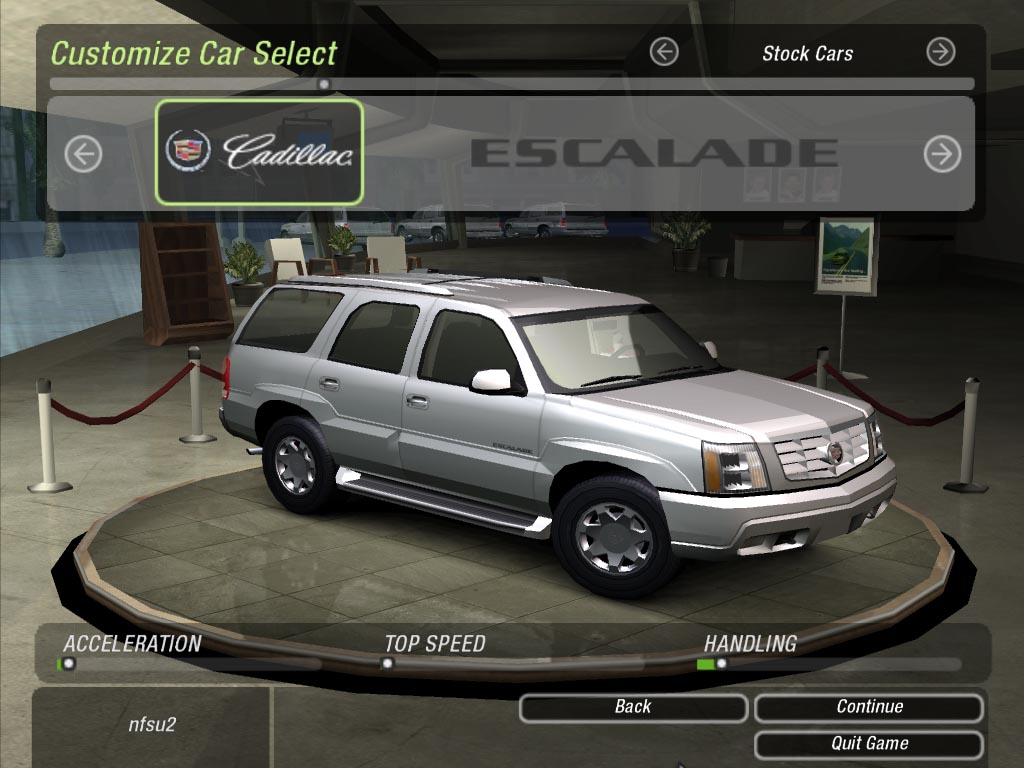 Customize Car Select
Stock Cars
Cadillac
ESCALADE
ESCALADE
ACCELERATION
TOP SPEED
HANDLING
nfsu2
Back
Continue
Quit Game